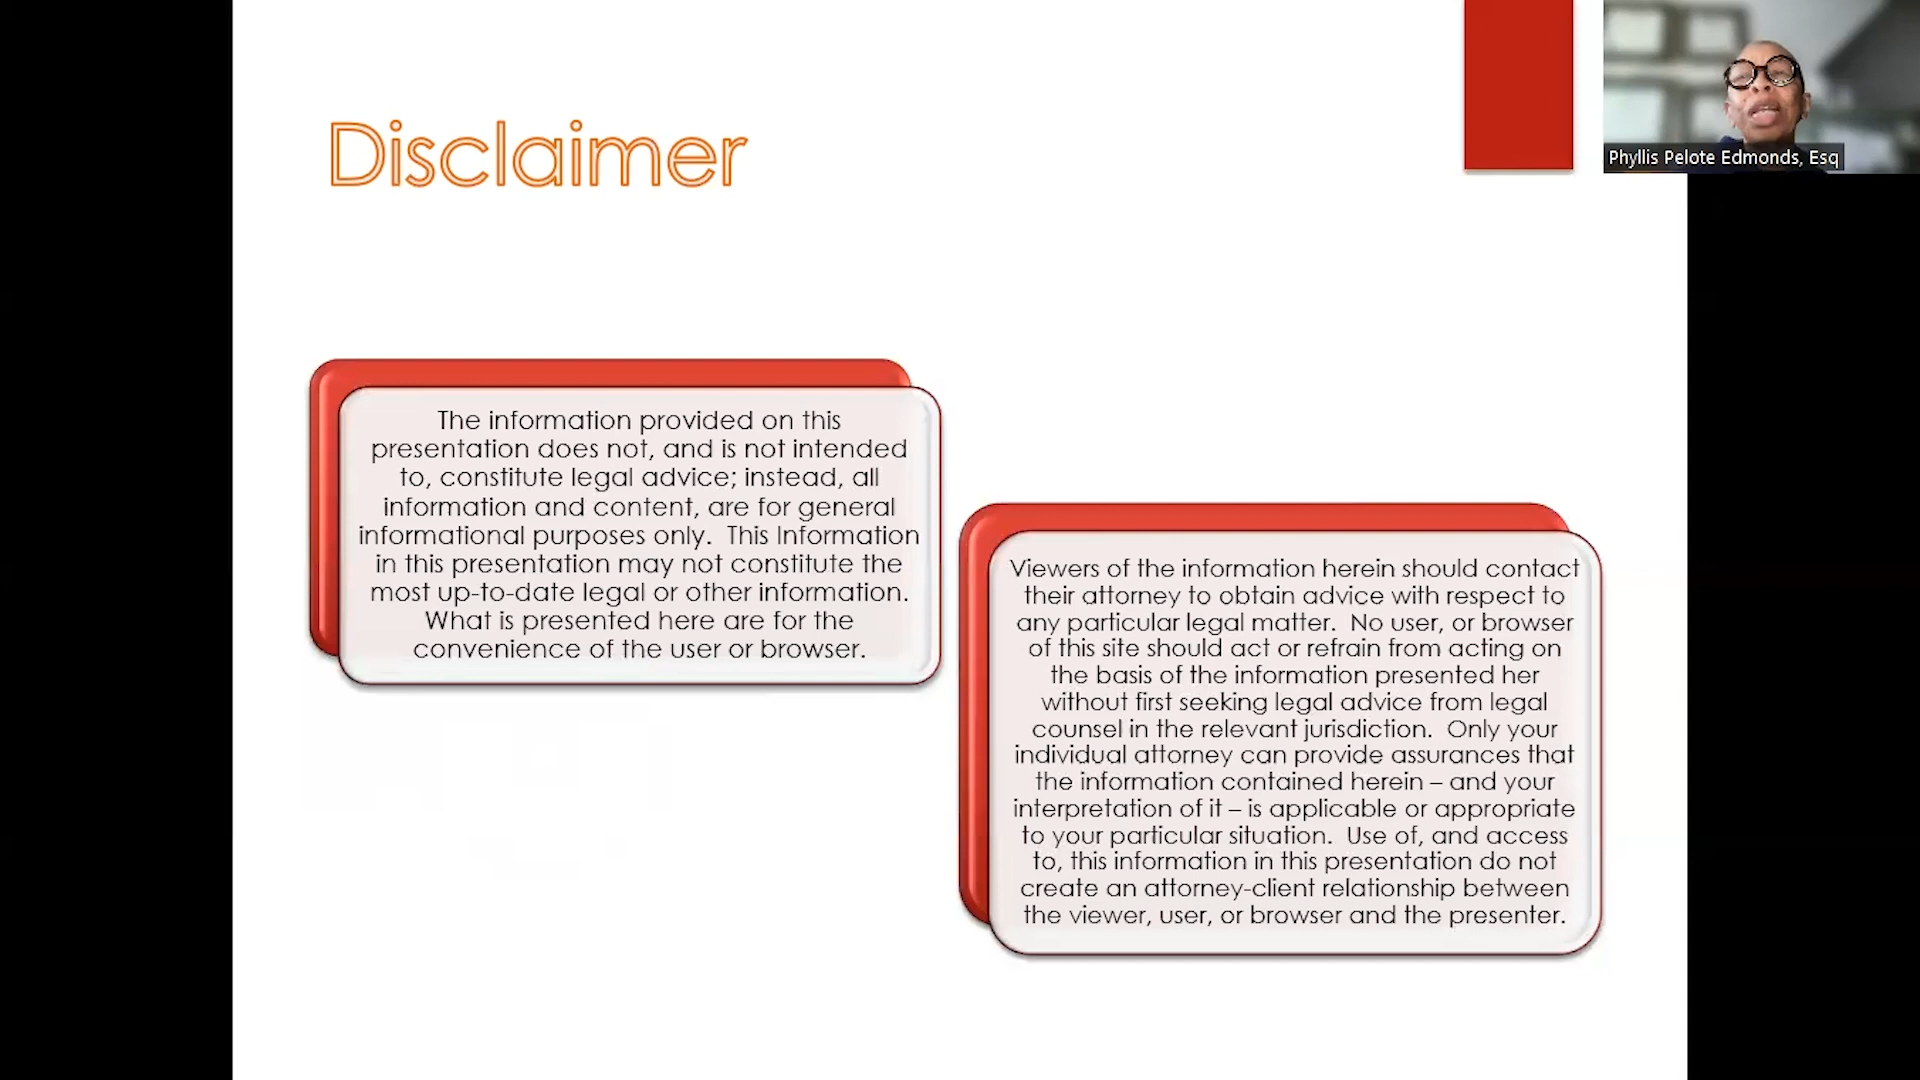 Disclaimer
Phyllis Pelote Edmonds, Esq
The information provided on this
presentation does not, and is not intended
to, constitute legal advice; instead, all
information and content, are for general
informational purposes only.  This Information
in this presentation may not constitute the
most up-to-date legal or other information.
What is presented here are for the
convenience of the user or browser.
Viewers of the information herein should contact
their attorney to obtain advice with respect to
any particular legal matter.  No user, or browser
of this site should act or refrain from acting on
the basis of the information presented her
without first seeking legal advice from legal
counsel in the relevant jurisdiction.  Only your
individual attorney can provide assurances that
the information contained herein – and your
interpretation of it – is applicable or appropriate
to your particular situation.  Use of, and access
to, this information in this presentation do not
create an attorney-client relationship between
the viewer, user, or browser and the presenter.